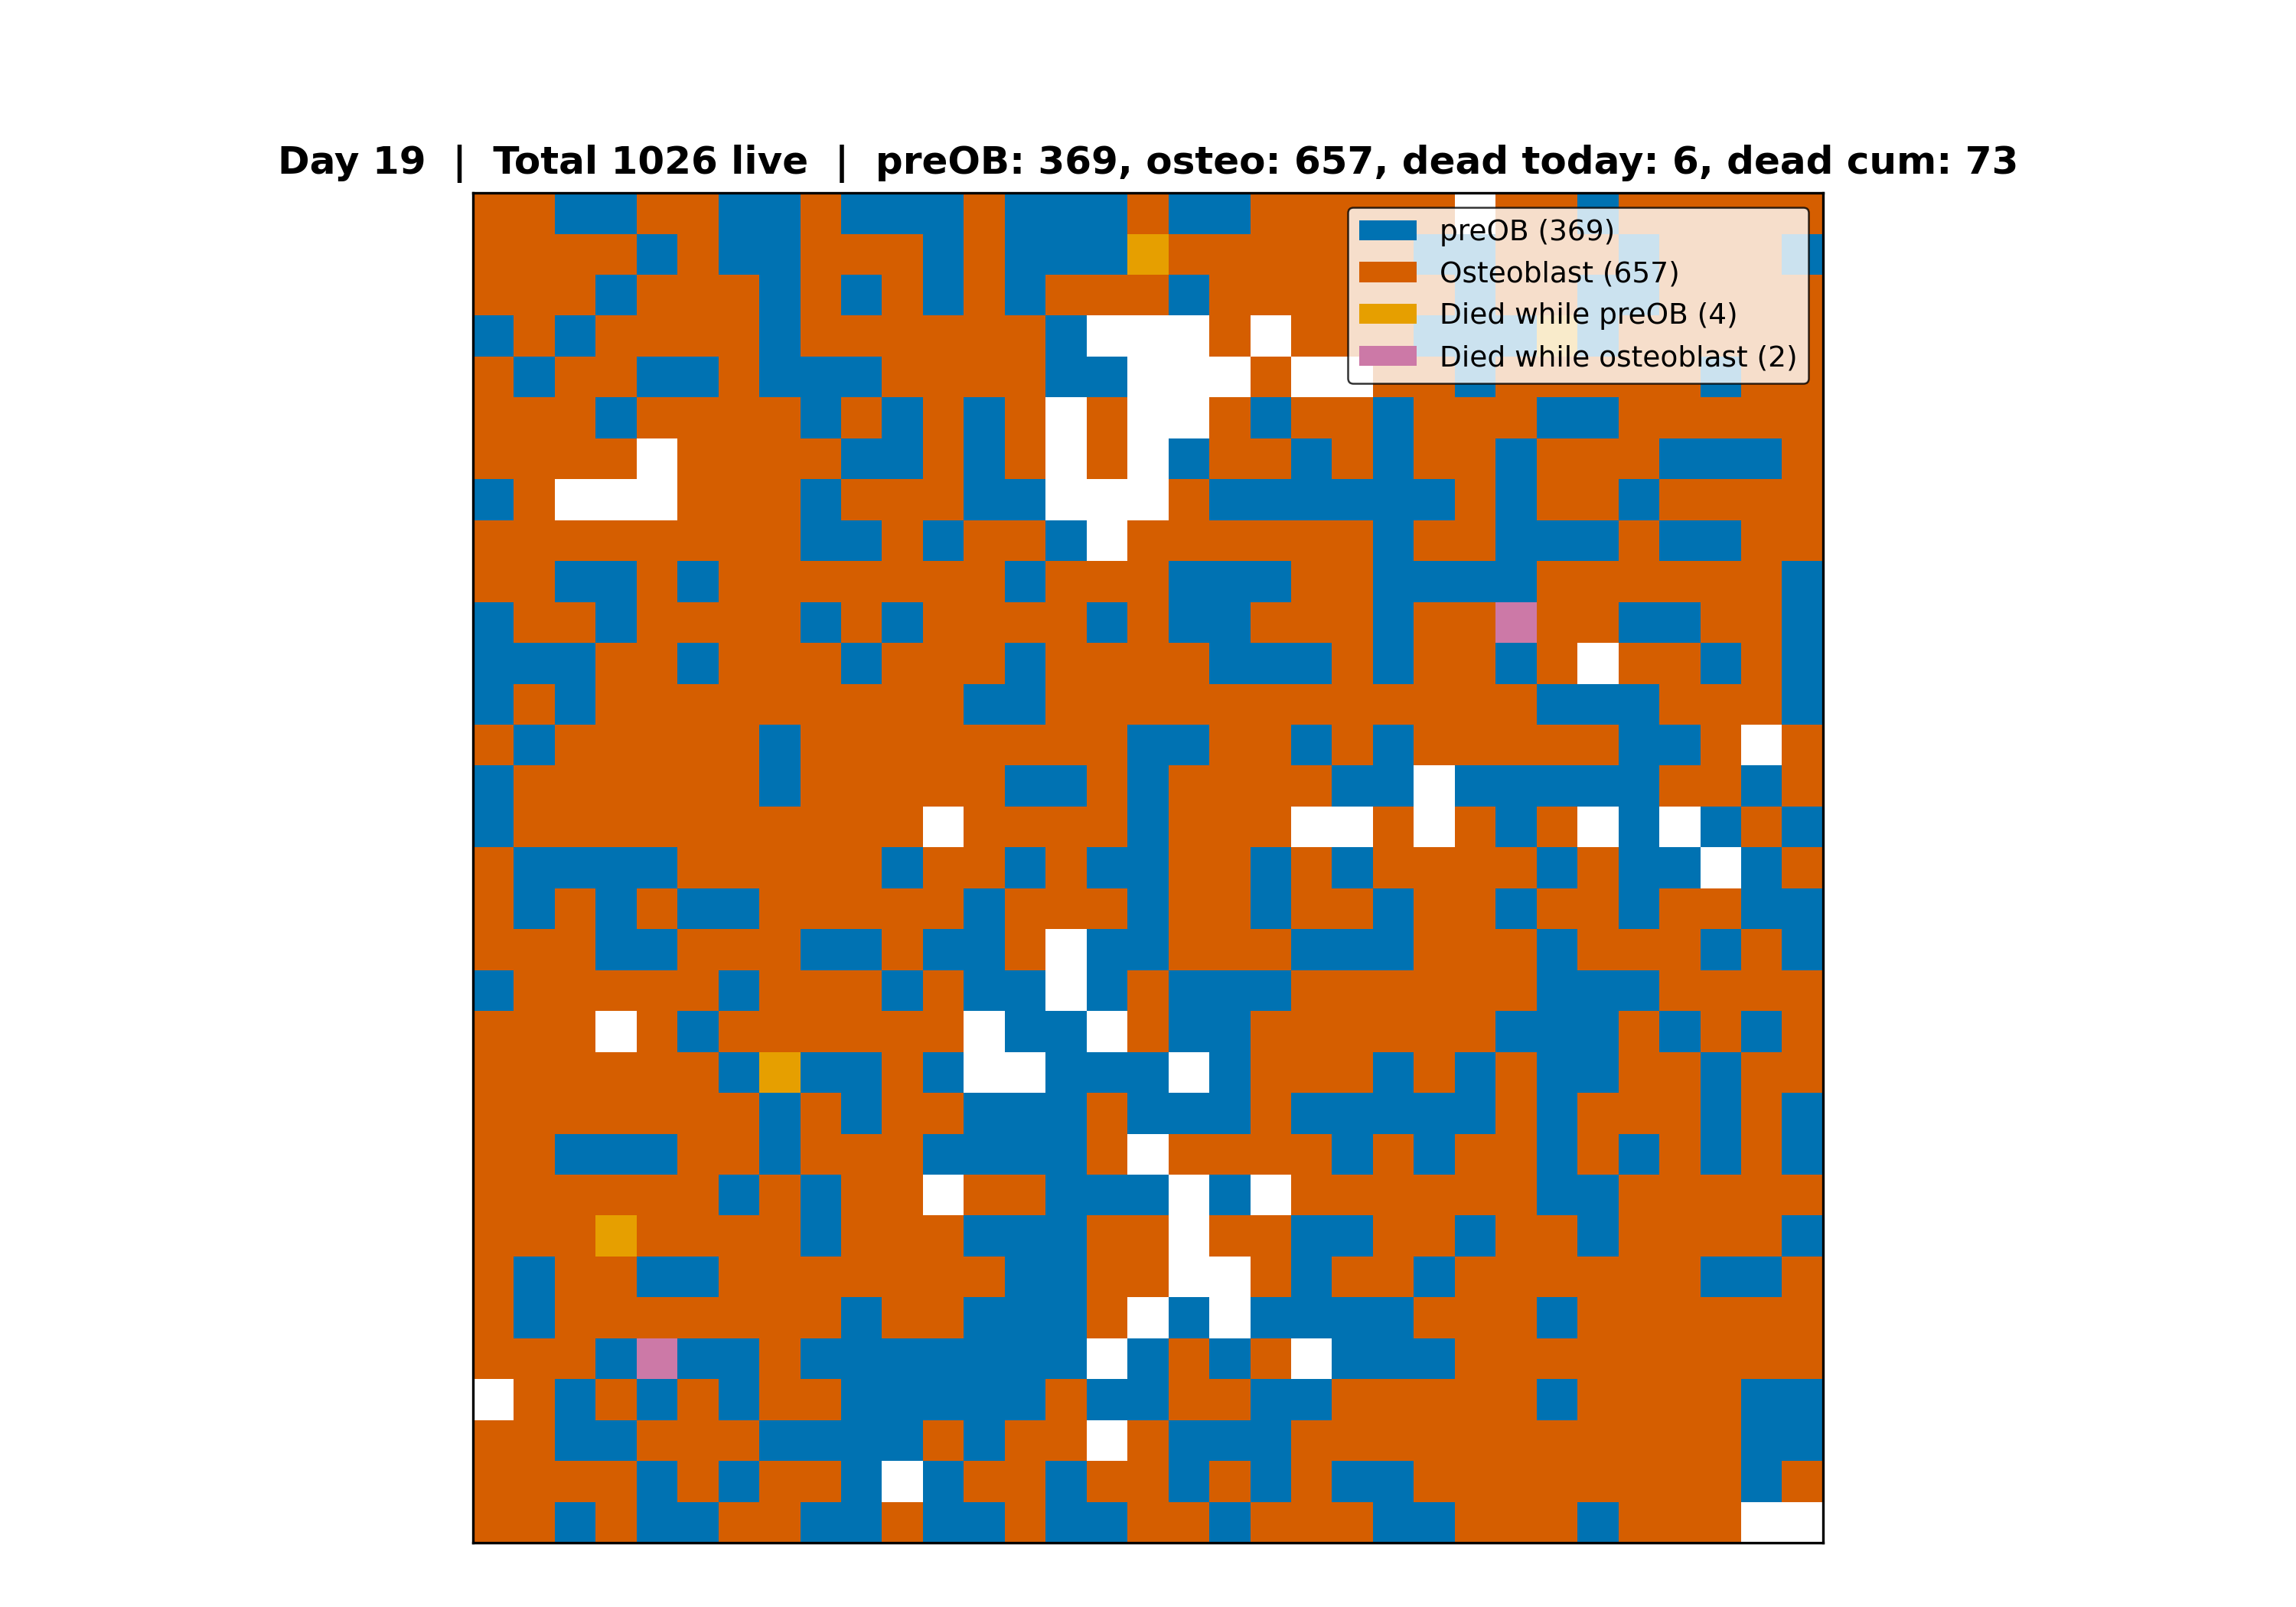 Day 19 | Total 1026 live | preOB: 369, osteo: 657, dead today: 6, dead cum: 73
preOB (369)
Osteoblast (657)
Died while preOB (4)
Died while osteoblast (2)